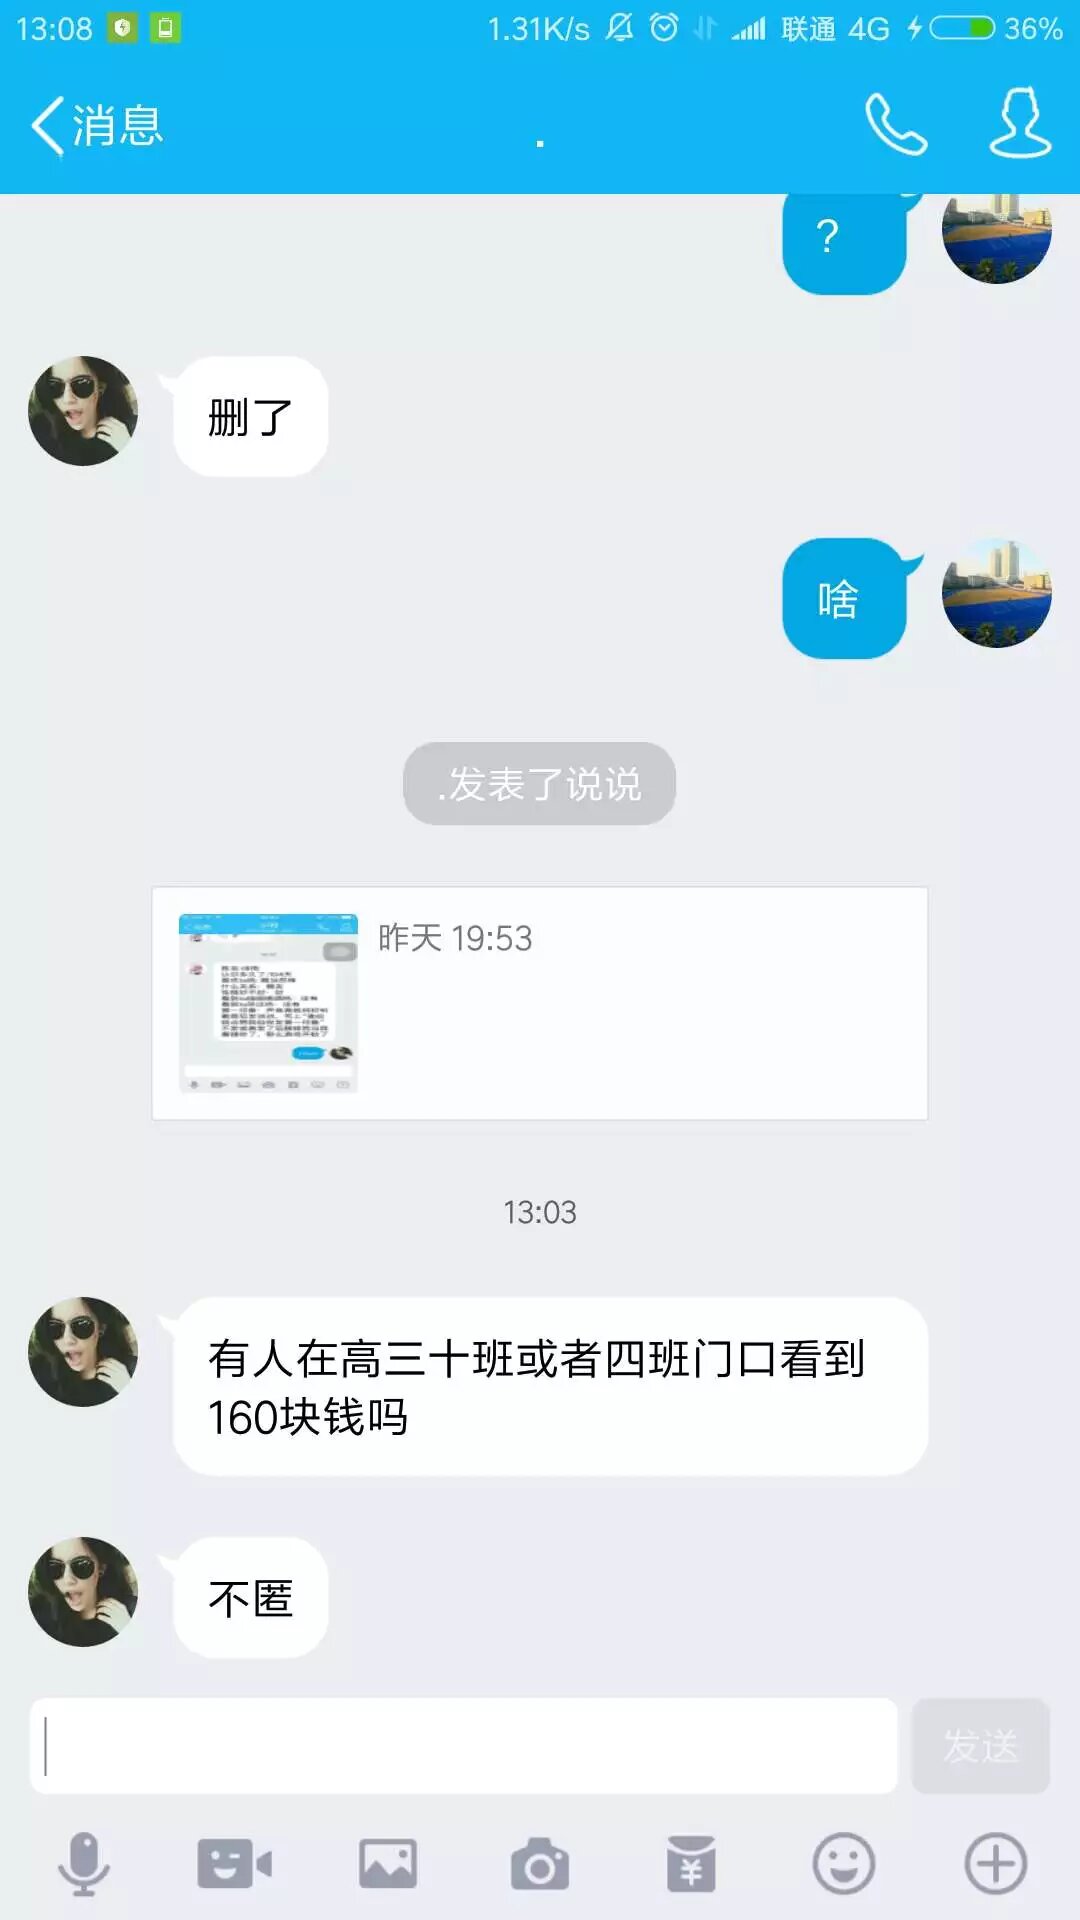 13:08 1.31K/s 联通 4G 36%
消息
.
?
删了
啥
.发表了说说
昨天 19:53
13:03
有人在高三十班或者四班门口看到
160块钱吗
不匿
发送